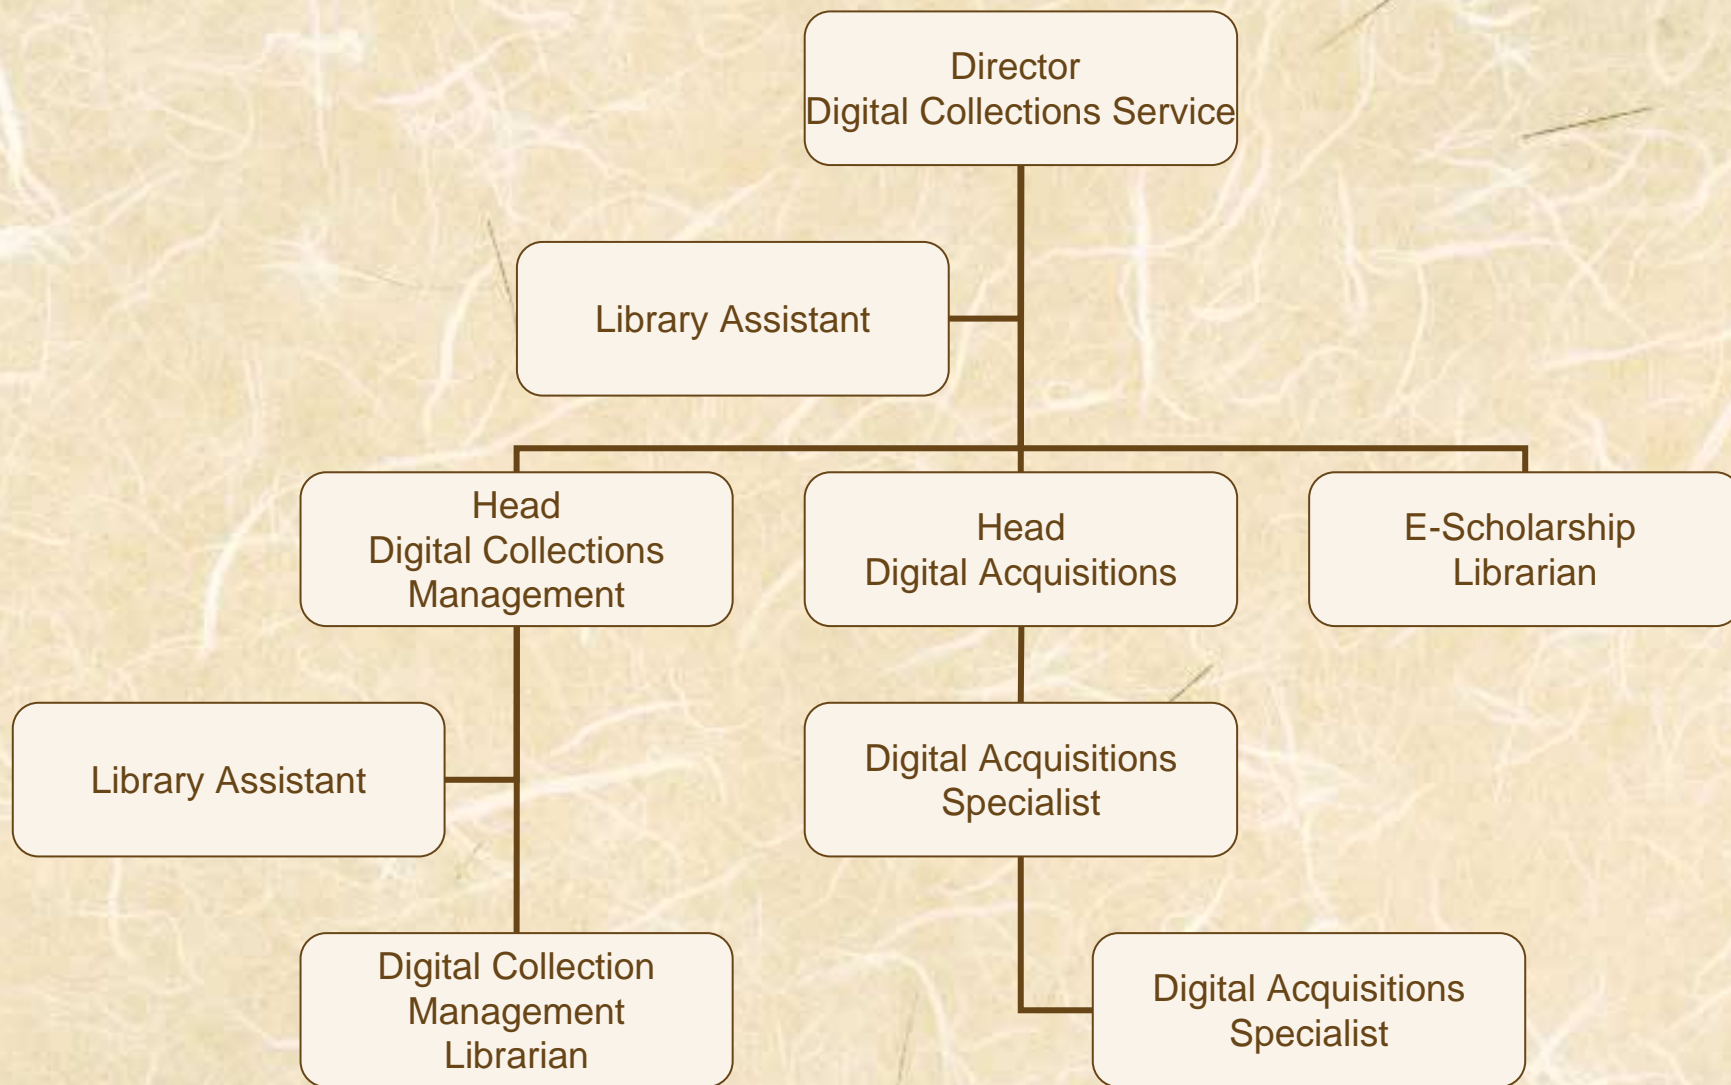 Director
Digital Collections Service
Library Assistant
Head
Digital Collections
Management
Head
Digital Acquisitions
E-Scholarship
Librarian
Library Assistant
Digital Acquisitions
Specialist
Digital Collection
Management
Librarian
Digital Acquisitions
Specialist